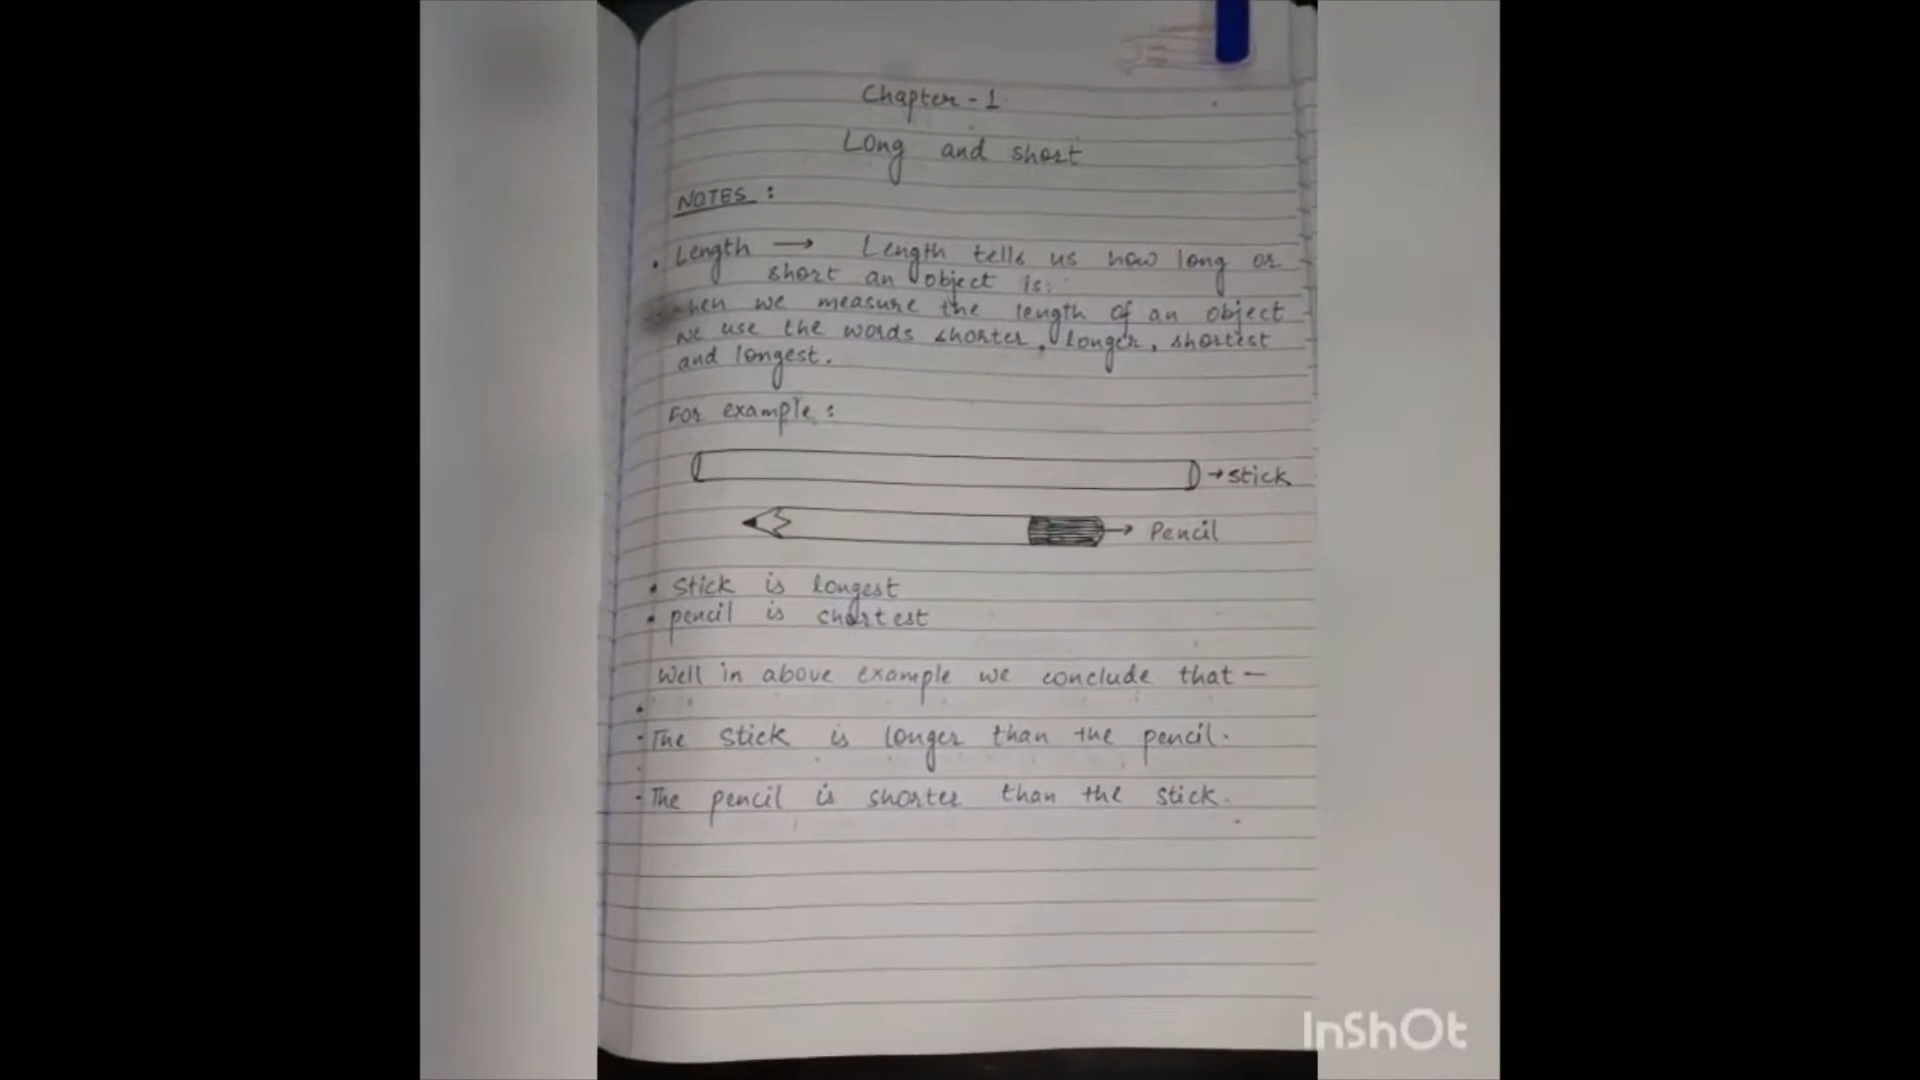 Chapter - 1
Long and short
NOTES :
. Length → Length tells us how long or
short an object is.
when we measure the length of an object
we use the words shorter, longer, shortest
and longest.
For example :
→ stick
→ Pencil
• Stick is longest
• pencil is shortest
Well in above example we conclude that -
- The stick is longer than the pencil.
- The pencil is shorter than the stick.
InShOt